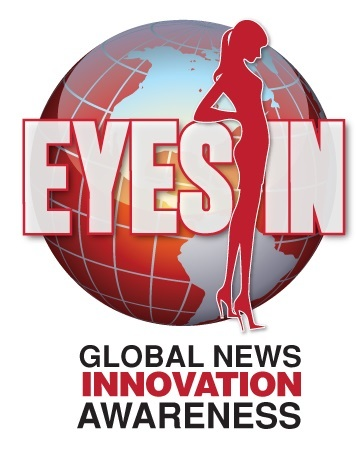 EYES IN
GLOBAL NEWS
INNOVATION
AWARENESS